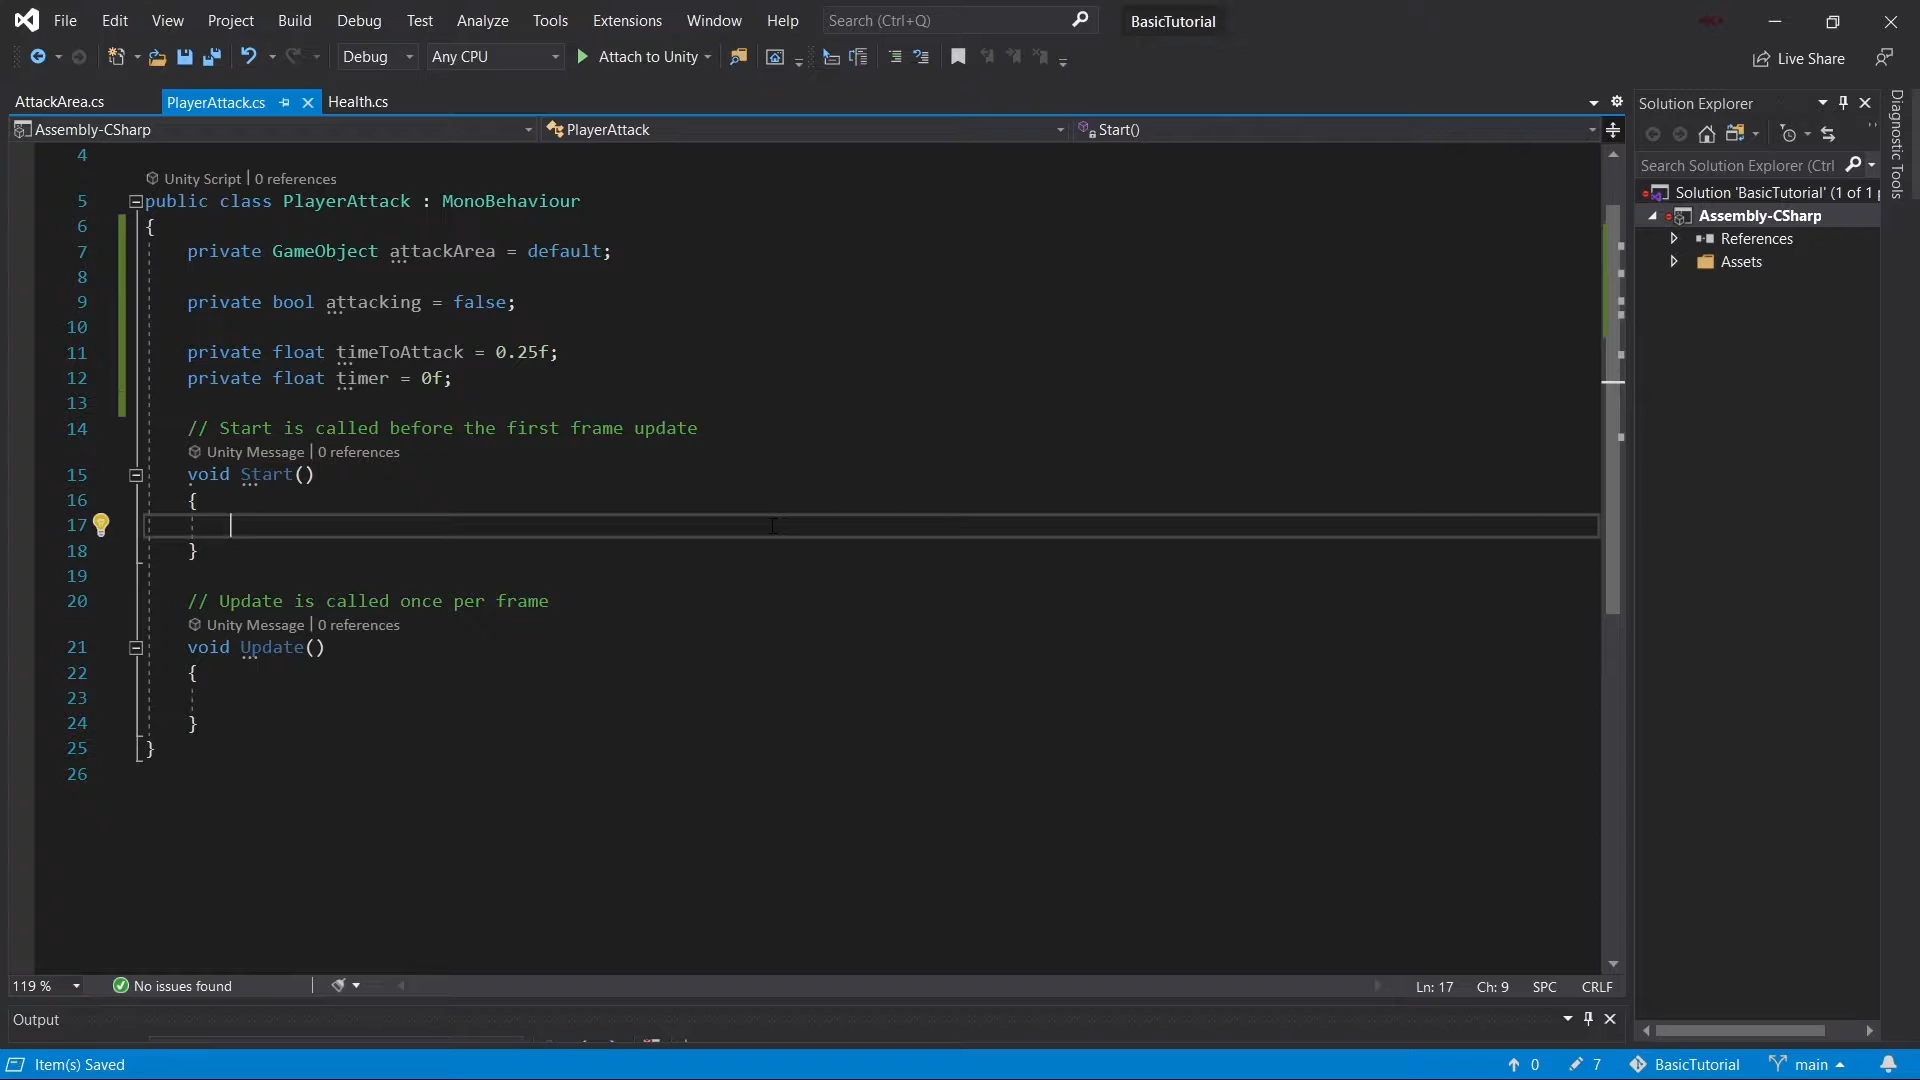 File Edit View Project Build Debug Test Analyze Tools Extensions Window Help Search (Ctrl+Q) BasicTutorial
Debug Any CPU Attach to Unity Live Share
AttackArea.cs PlayerAttack.cs Health.cs
Assembly-CSharp PlayerAttack Start()
4
Unity Script | 0 references
5 public class PlayerAttack : MonoBehaviour
6 {
7 private GameObject attackArea = default;
8
9 private bool attacking = false;
10
11 private float timeToAttack = 0.25f;
12 private float timer = 0f;
13
14 // Start is called before the first frame update
Unity Message | 0 references
15 void Start()
16 {
17
18 }
19
20 // Update is called once per frame
Unity Message | 0 references
21 void Update()
22 {
23
24 }
25 }
26
119 % No issues found Ln: 17 Ch: 9 SPC CRLF
Output
Item(s) Saved 0 7 BasicTutorial main
Solution Explorer
Search Solution Explorer (Ctrl
Solution 'BasicTutorial' (1 of 1 p
Assembly-CSharp
References
Assets
Diagnostic Tools